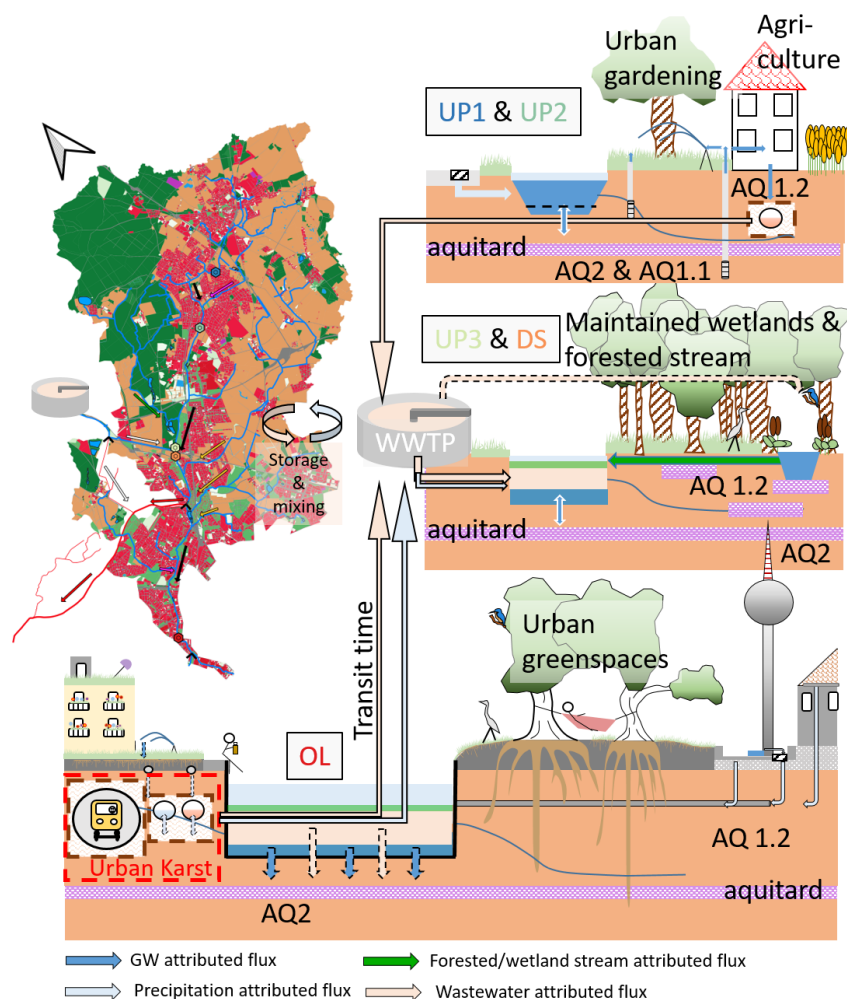 Agri-
culture
Urban
gardening
UP1 & UP2
AQ 1.2
aquitard
AQ2 & AQ1.1
UP3 & DS
Maintained wetlands &
forested stream
WWTP
Storage
&
mixing
AQ 1.2
aquitard
AQ2
Transit time
Urban
greenspaces
OL
AQ 1.2
Urban Karst
aquitard
AQ2
GW attributed flux
Forested/wetland stream attributed flux
Precipitation attributed flux
Wastewater attributed flux